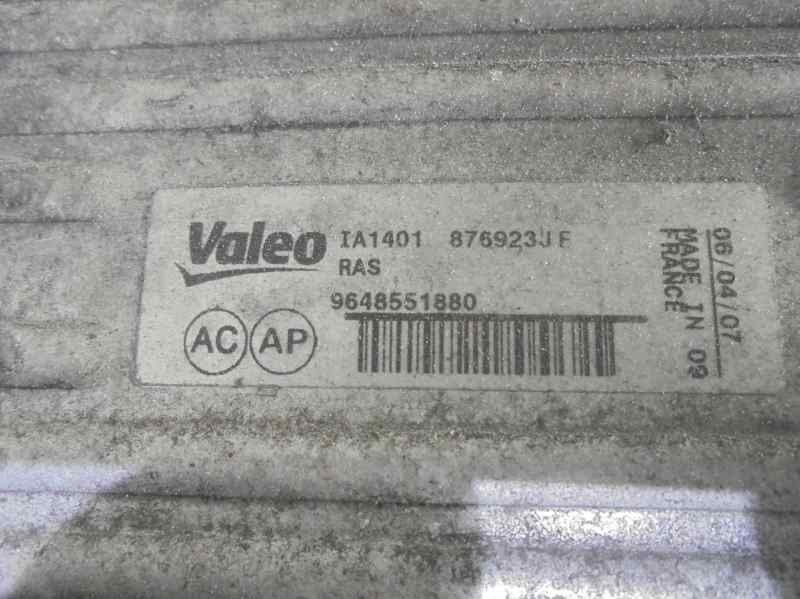 Valeo IA1401 876923J F
RAS
9648551880
AC AP
06/04/07
MADE IN 09
FRANCE